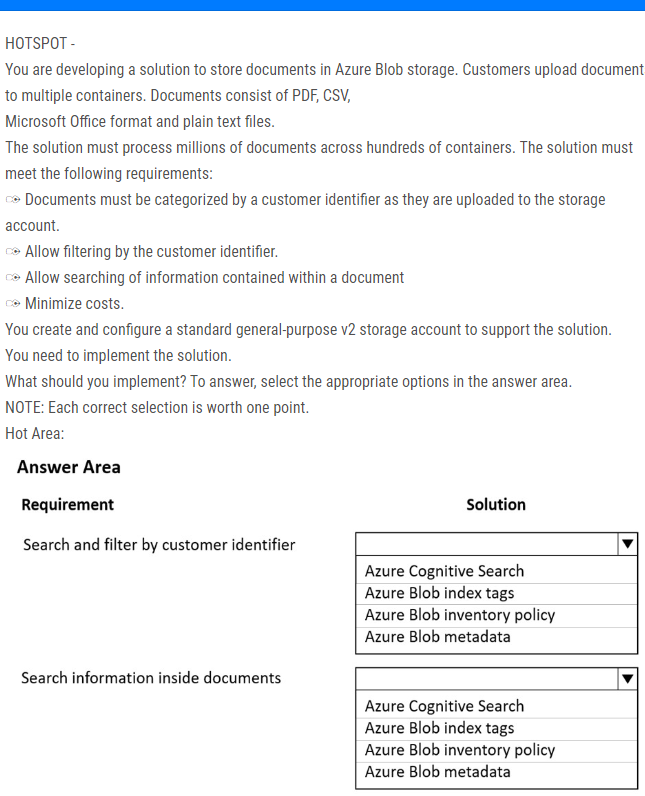 HOTSPOT -
You are developing a solution to store documents in Azure Blob storage. Customers upload document
to multiple containers. Documents consist of PDF, CSV,
Microsoft Office format and plain text files.
The solution must process millions of documents across hundreds of containers. The solution must
meet the following requirements:
Documents must be categorized by a customer identifier as they are uploaded to the storage
account.
Allow filtering by the customer identifier.
Allow searching of information contained within a document
Minimize costs.
You create and configure a standard general-purpose v2 storage account to support the solution.
You need to implement the solution.
What should you implement? To answer, select the appropriate options in the answer area.
NOTE: Each correct selection is worth one point.
Hot Area:
Answer Area
Requirement Solution
Search and filter by customer identifier
Azure Cognitive Search
Azure Blob index tags
Azure Blob inventory policy
Azure Blob metadata
Search information inside documents
Azure Cognitive Search
Azure Blob index tags
Azure Blob inventory policy
Azure Blob metadata